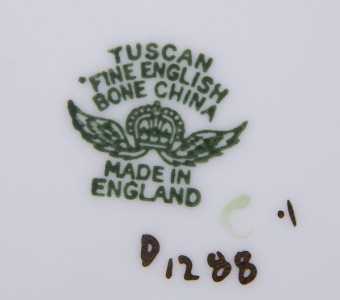 TUSCAN
FINE ENGLISH
BONE CHINA
MADE IN
ENGLAND
C
D1288